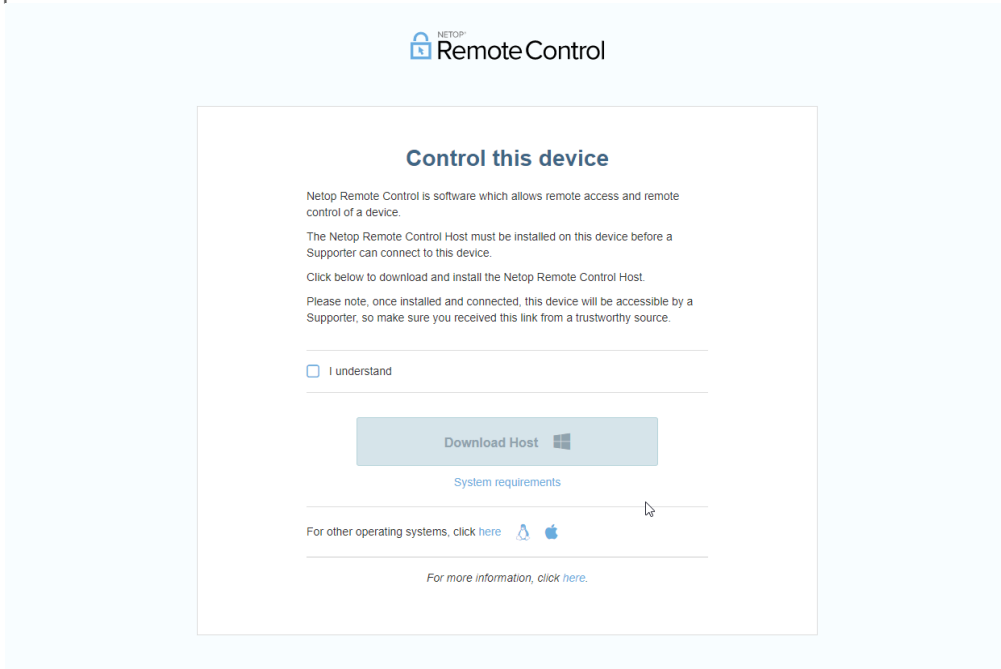 NETOP®
Remote Control
Control this device
Netop Remote Control is software which allows remote access and remote
control of a device.
The Netop Remote Control Host must be installed on this device before a
Supporter can connect to this device.
Click below to download and install the Netop Remote Control Host.
Please note, once installed and connected, this device will be accessible by a
Supporter, so make sure you received this link from a trustworthy source.
I understand
Download Host
System requirements
For other operating systems, click here
For more information, click here.